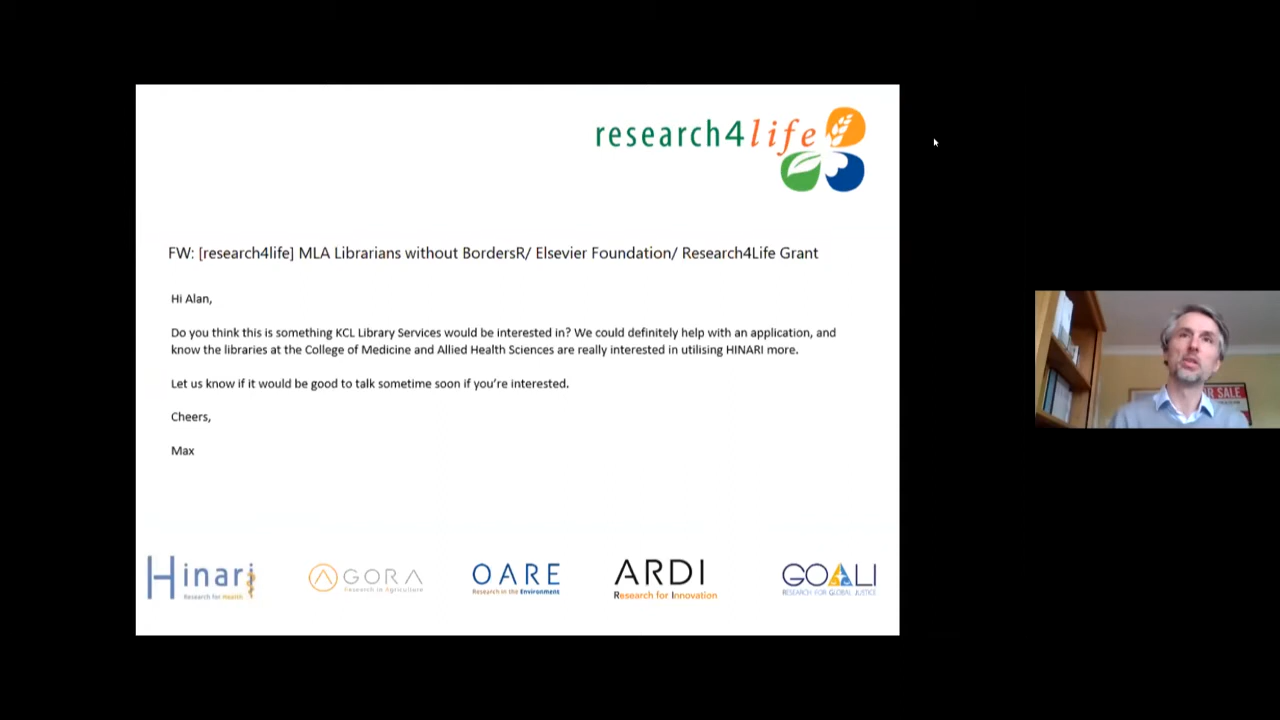 research4life
FW: [research4life] MLA Librarians without BordersR/ Elsevier Foundation/ Research4Life Grant
Hi Alan,
Do you think this is something KCL Library Services would be interested in? We could definitely help with an application, and
know the libraries at the College of Medicine and Allied Health Sciences are really interested in utilising HINARI more.
Let us know if it would be good to talk sometime soon if you're interested.
Cheers,
Max
R SALE
Hinari
Research for Health
AGORA
Research in Agriculture
OARE
Research in the Environment
ARDI
Research for Innovation
GOALI
RESEARCH FOR GLOBAL JUSTICE